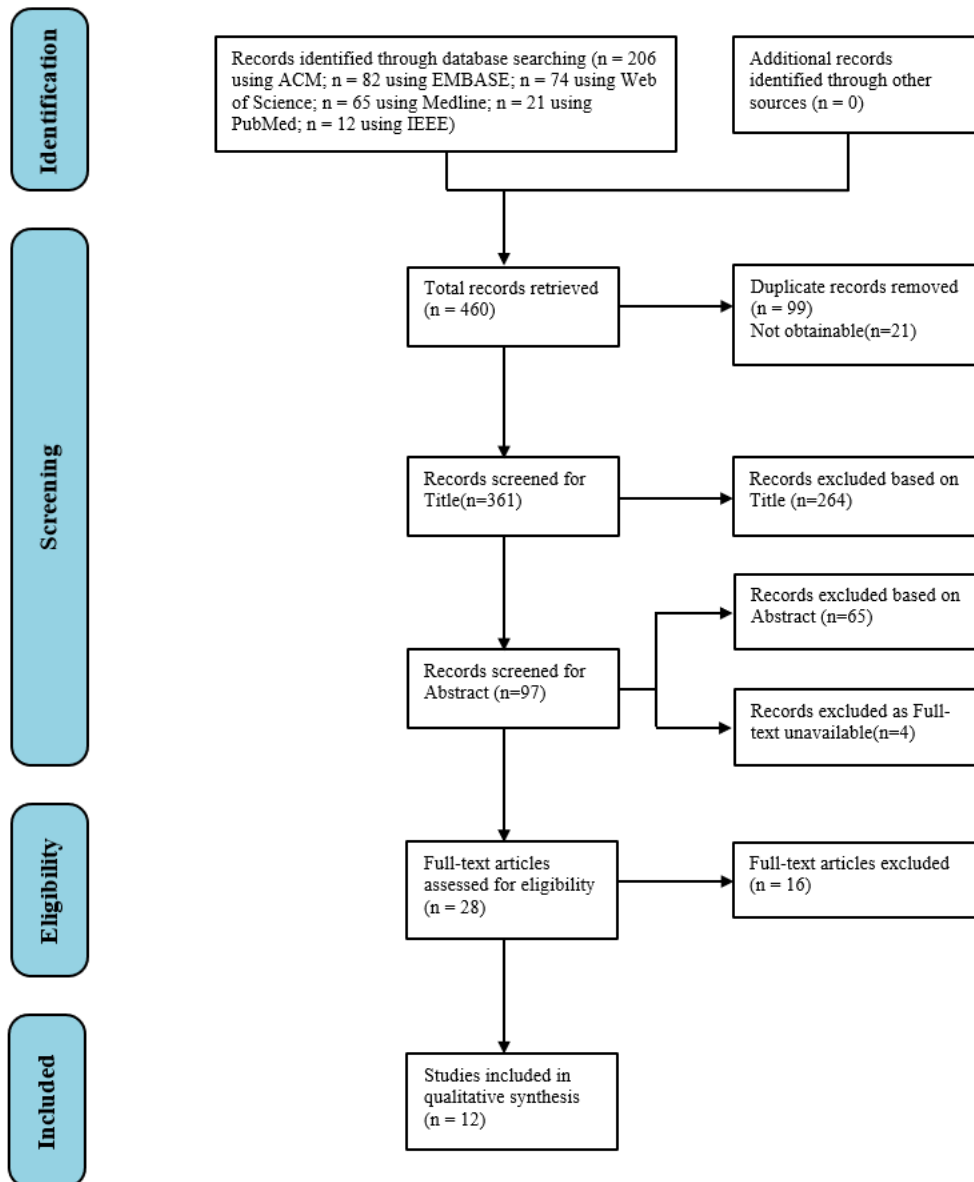 Identification
Records identified through database searching (n = 206
using ACM; n = 82 using EMBASE; n = 74 using Web
of Science; n = 65 using Medline; n = 21 using
PubMed; n = 12 using IEEE)
Additional records
identified through other
sources (n = 0)
Screening
Total records retrieved
(n = 460)
Duplicate records removed
(n = 99)
Not obtainable(n=21)
Records screened for
Title(n=361)
Records excluded based on
Title (n=264)
Records screened for
Abstract (n=97)
Records excluded based on
Abstract (n=65)
Records excluded as Full-
text unavailable(n=4)
Eligibility
Full-text articles
assessed for eligibility
(n = 28)
Full-text articles excluded
(n = 16)
Included
Studies included in
qualitative synthesis
(n = 12)